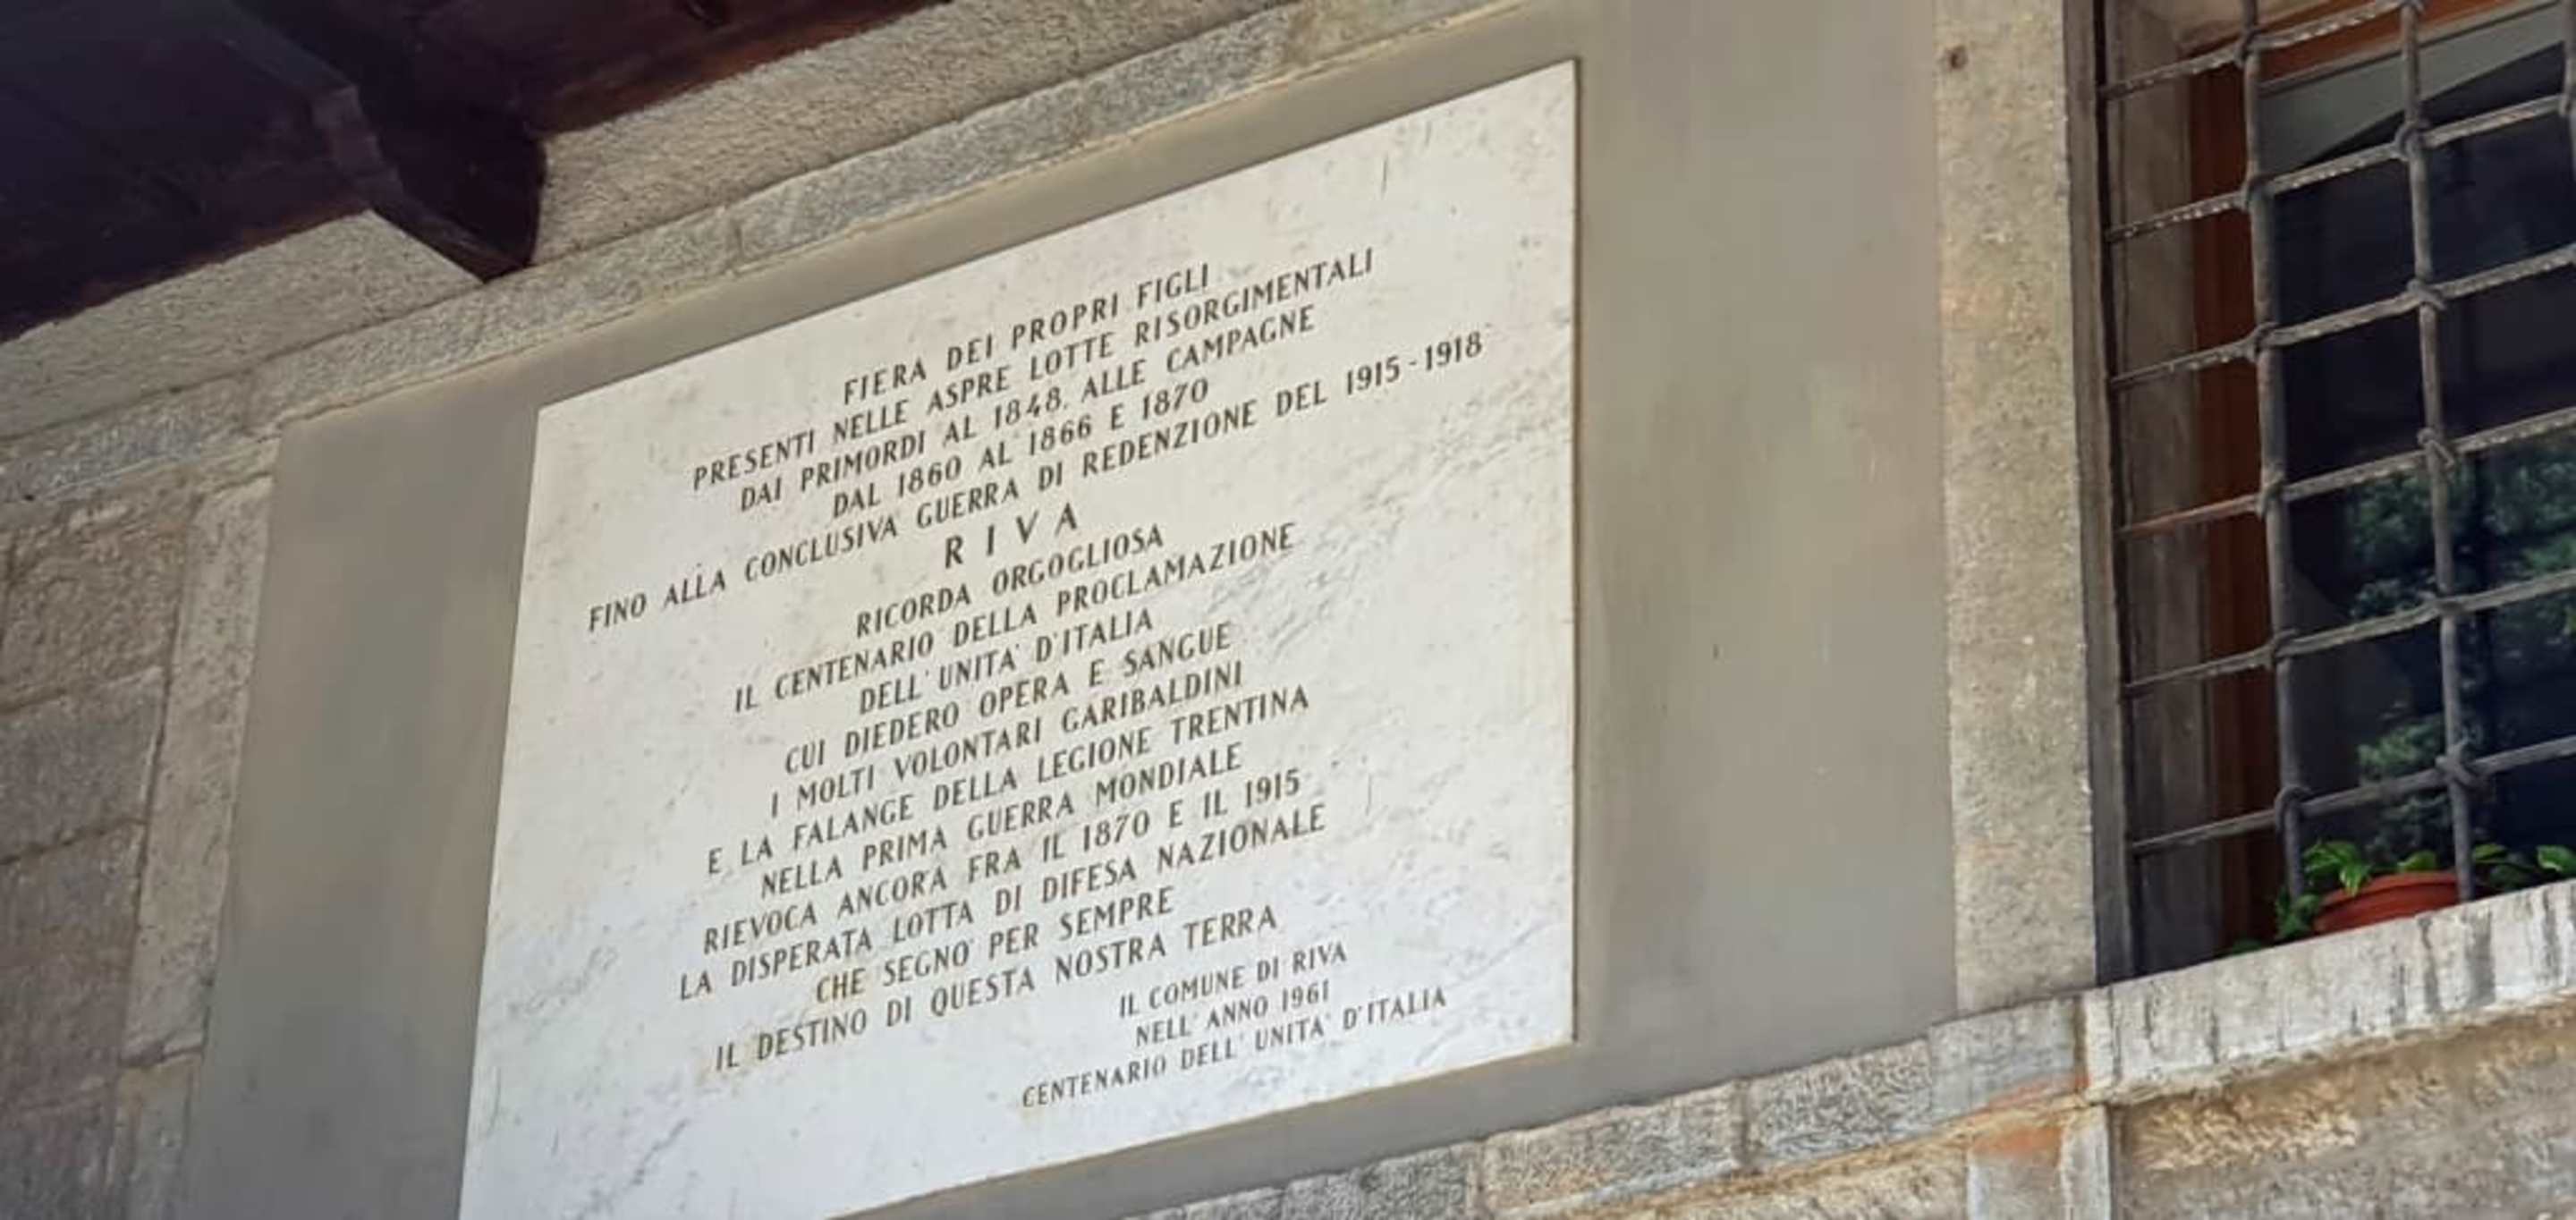 FIERA DEI PROPRI FIGLI
PRESENTI NELLE ASPRE LOTTE RISORGIMENTALI
DAI PRIMORDI AL 1848. ALLE CAMPAGNE
DAL 1860 AL 1866 E 1870
FINO ALLA CONCLUSIVA GUERRA DI REDENZIONE DEL 1915-1918
RIVA
RICORDA ORGOGLIOSA
IL CENTENARIO DELLA PROCLAMAZIONE
DELL'UNITA' D'ITALIA
CUI DIEDERO OPERA E SANGUE
I MOLTI VOLONTARI GARIBALDINI
E LA FALANGE DELLA LEGIONE TRENTINA
NELLA PRIMA GUERRA MONDIALE
RIEVOCA ANCORA FRA IL 1870 E IL 1915
LA DISPERATA LOTTA DI DIFESA NAZIONALE
CHE SEGNO' PER SEMPRE
IL DESTINO DI QUESTA NOSTRA TERRA
IL COMUNE DI RIVA
NELL'ANNO 1961
CENTENARIO DELL'UNITA' D'ITALIA